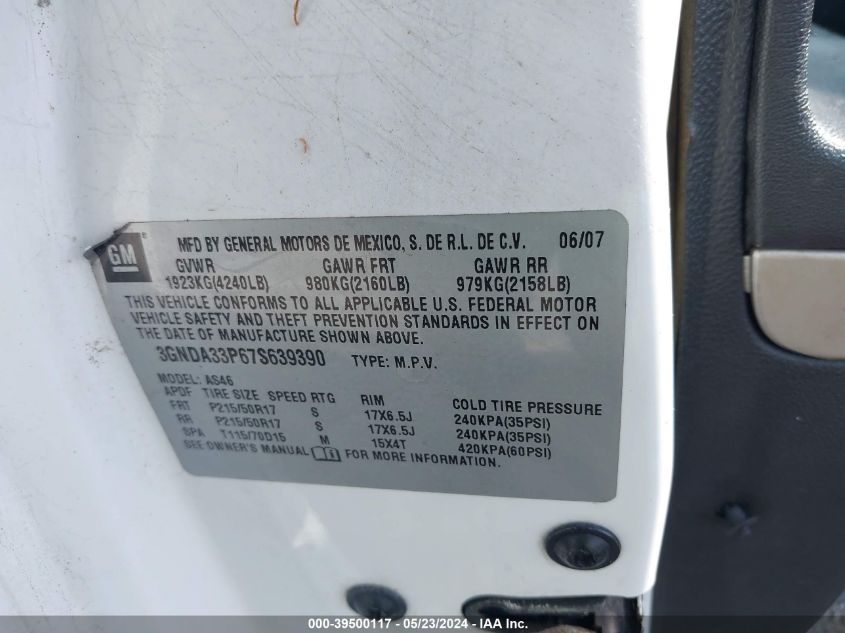 GM
®
MFD BY GENERAL MOTORS DE MEXICO, S. DE R.L. DE C.V. 06/07
GVWR GAWR FRT GAWR RR
1923KG(4240LB) 980KG(2160LB) 979KG(2158LB)
THIS VEHICLE CONFORMS TO ALL APPLICABLE U.S. FEDERAL MOTOR
VEHICLE SAFETY AND THEFT PREVENTION STANDARDS IN EFFECT ON
THE DATE OF MANUFACTURE SHOWN ABOVE.
3GNDA33P67S639390 TYPE: M.P.V.
MODEL: AS46
APDF TIRE SIZE SPEED RTG RIM COLD TIRE PRESSURE
FRT P215/50R17 S 17X6.5J 240KPA(35PSI)
RR P215/50R17 S 17X6.5J 240KPA(35PSI)
SPA T115/70D15 M 15X4T 420KPA(60PSI)
SEE OWNER'S MANUAL FOR MORE INFORMATION.
000-39500117 - 05/23/2024 - IAA Inc.